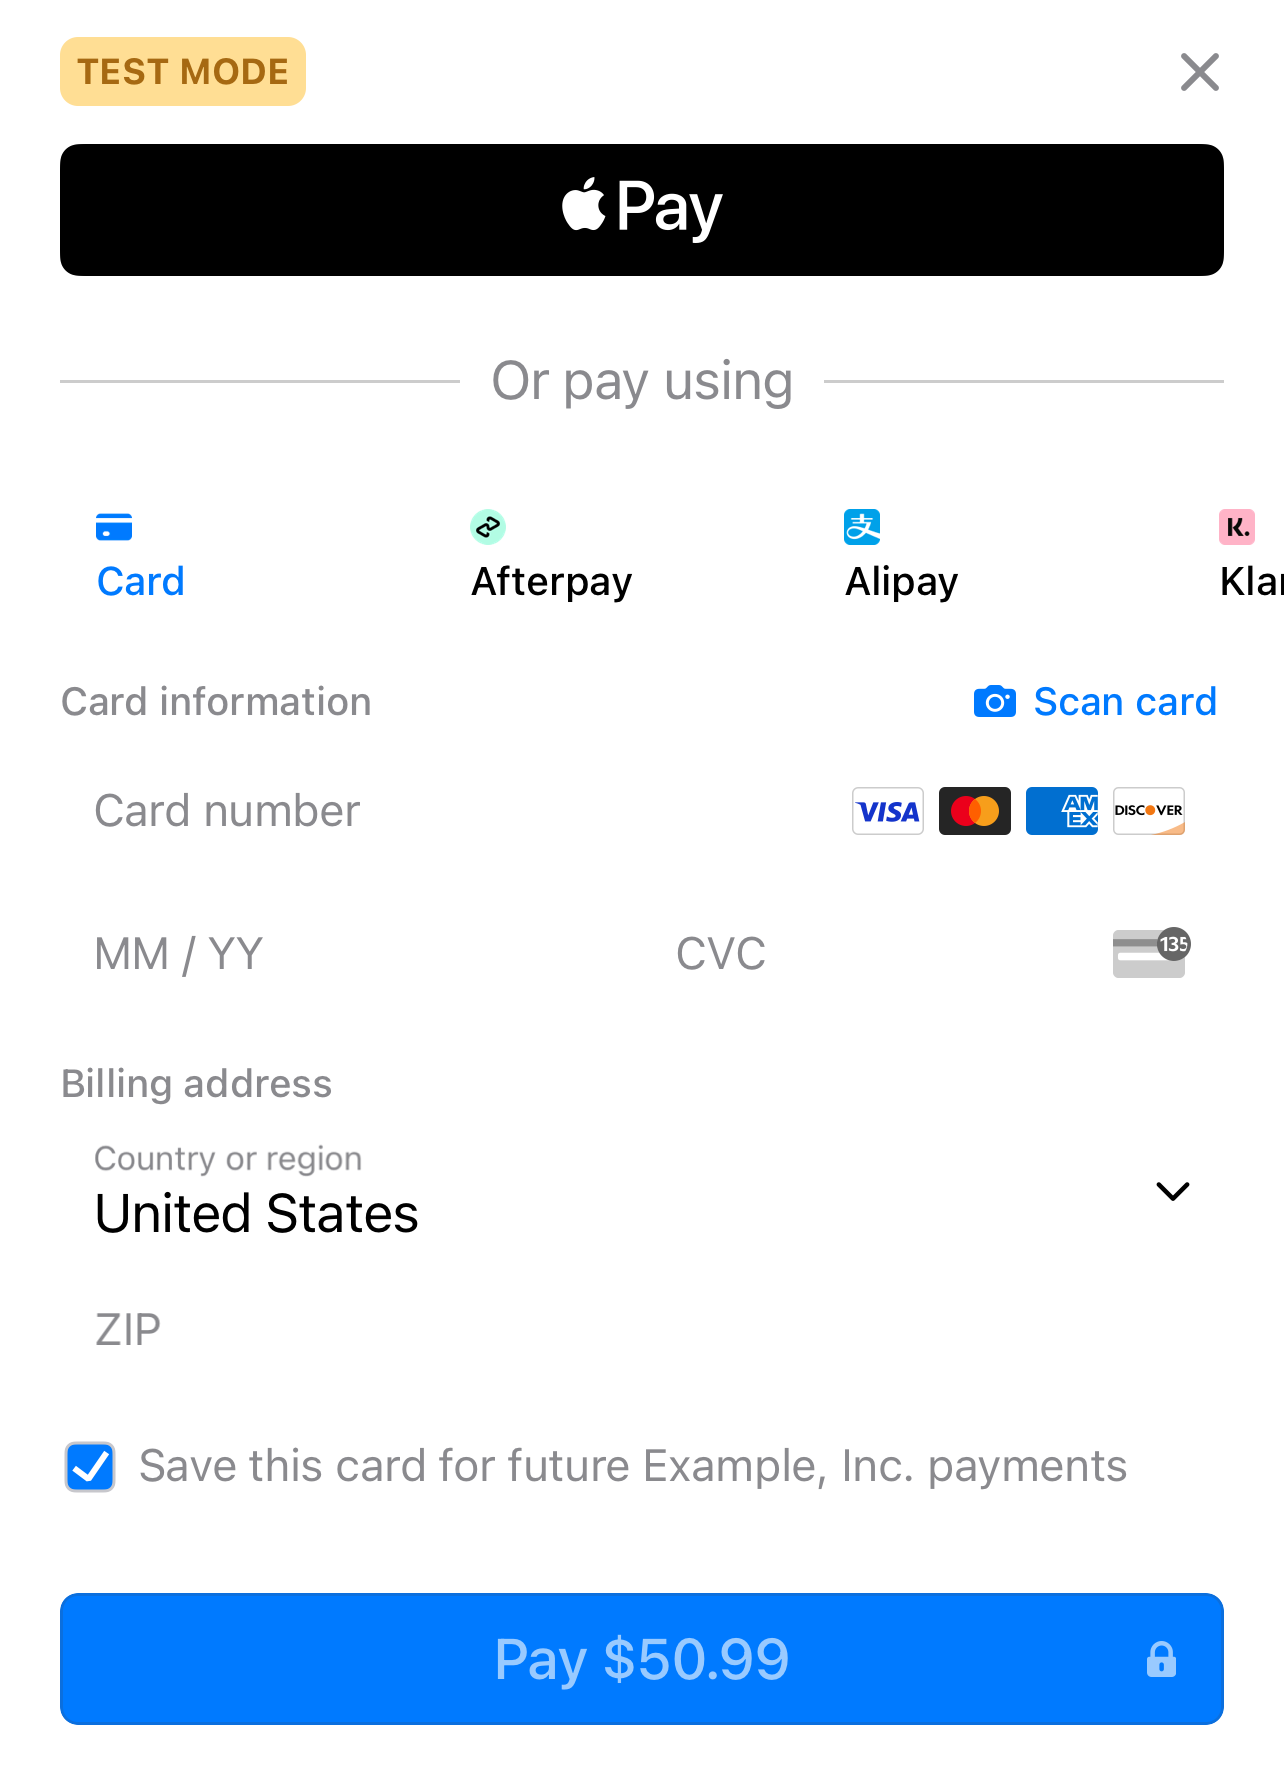 TEST MODE
Pay
Or pay using
Card
Afterpay
支
Alipay
K.
Card information
Scan card
Card number
VISA
AM
EX
DISCOVER
MM / YY
CVC
135
Billing address
Country or region
United States
ZIP
Save this card for future Example, Inc. payments
Pay $50.99